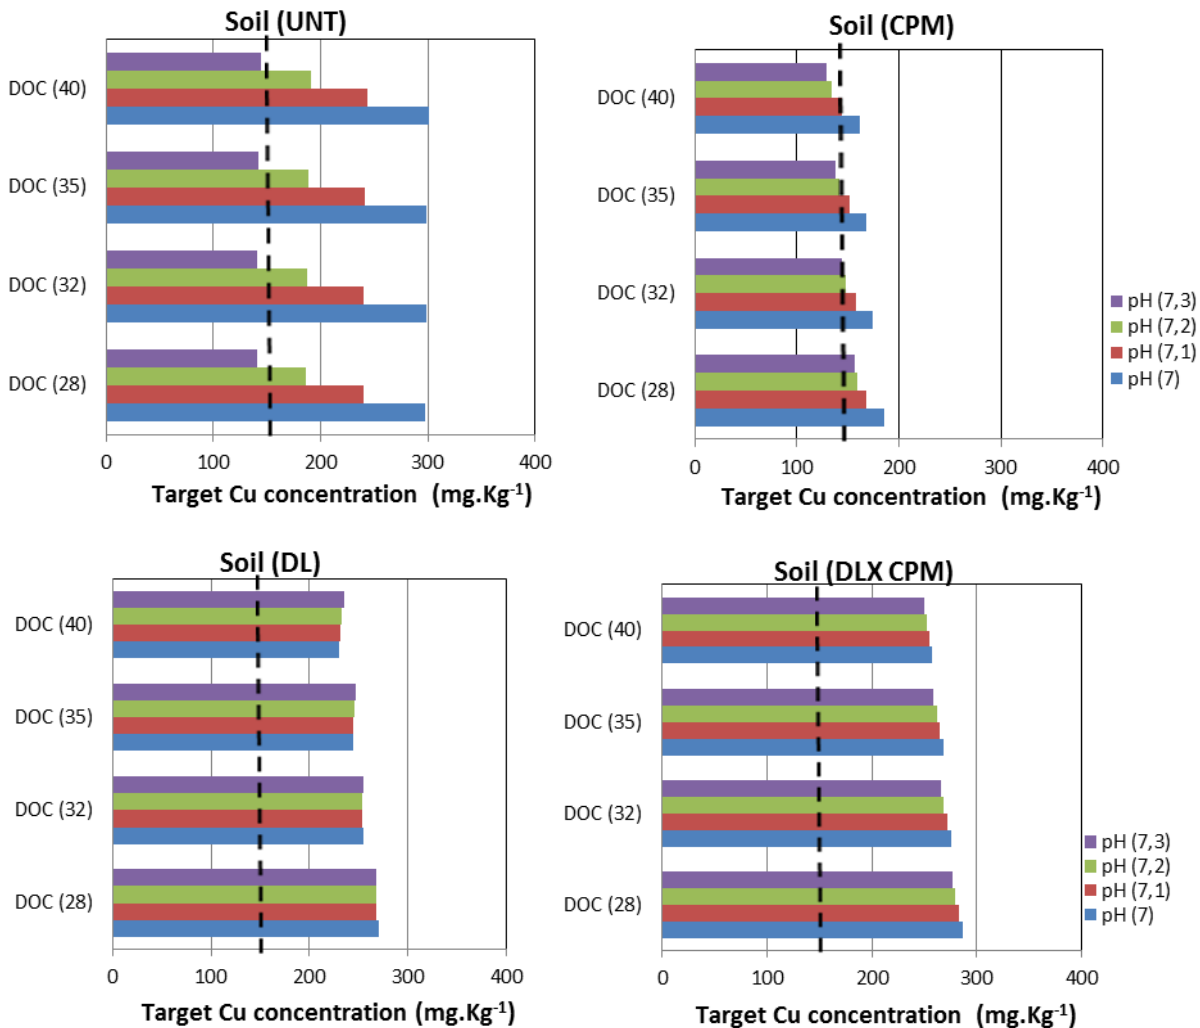 Soil (UNT)
DOC (40)
DOC (35)
DOC (32)
DOC (28)
0 100 200 300 400
Target Cu concentration (mg.Kg⁻¹)
Soil (CPM)
DOC (40)
DOC (35)
DOC (32)
DOC (28)
0 100 200 300 400
Target Cu concentration (mg.Kg⁻¹)
pH (7,3)
pH (7,2)
pH (7,1)
pH (7)
Soil (DL)
DOC (40)
DOC (35)
DOC (32)
DOC (28)
0 100 200 300 400
Target Cu concentration (mg.Kg⁻¹)
Soil (DLX CPM)
DOC (40)
DOC (35)
DOC (32)
DOC (28)
0 100 200 300 400
Target Cu concentration (mg.Kg⁻¹)
pH (7,3)
pH (7,2)
pH (7,1)
pH (7)